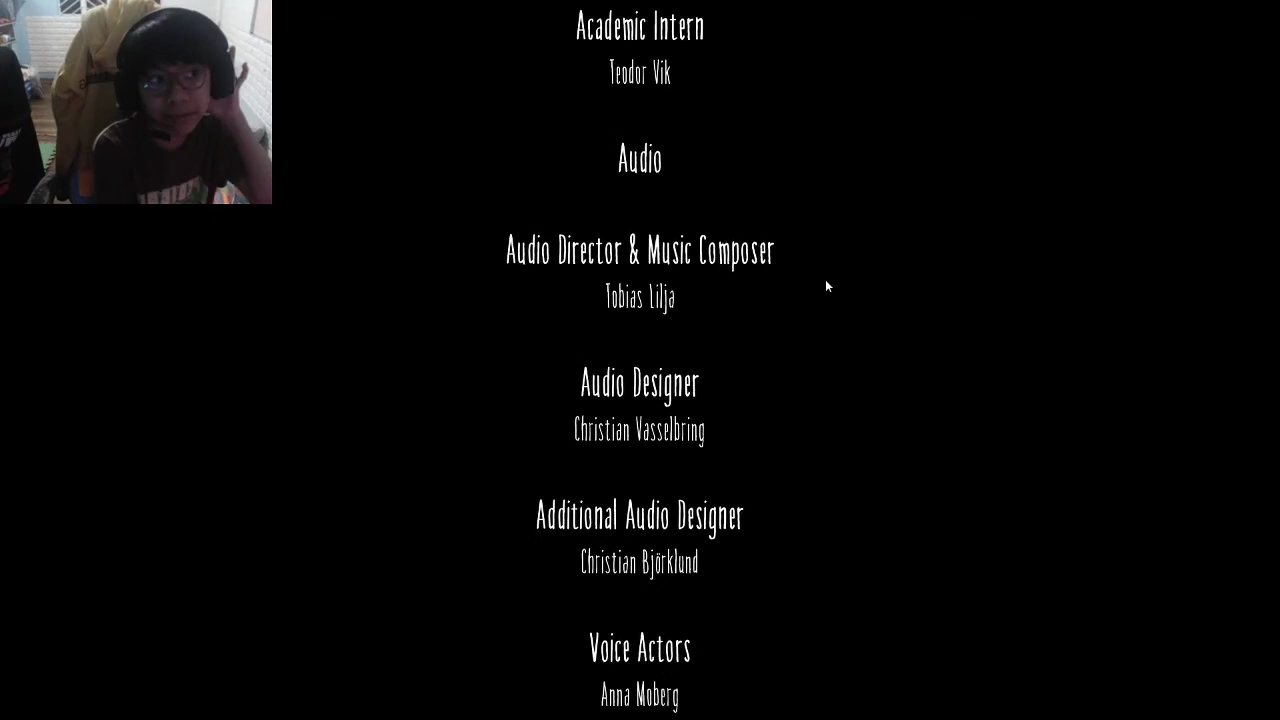 Academic Intern
Teodor Vik
Audio
Audio Director & Music Composer
Tobias Lilja
Audio Designer
Christian Vasselbring
Additional Audio Designer
Christian Björklund
Voice Actors
Anna Moberg